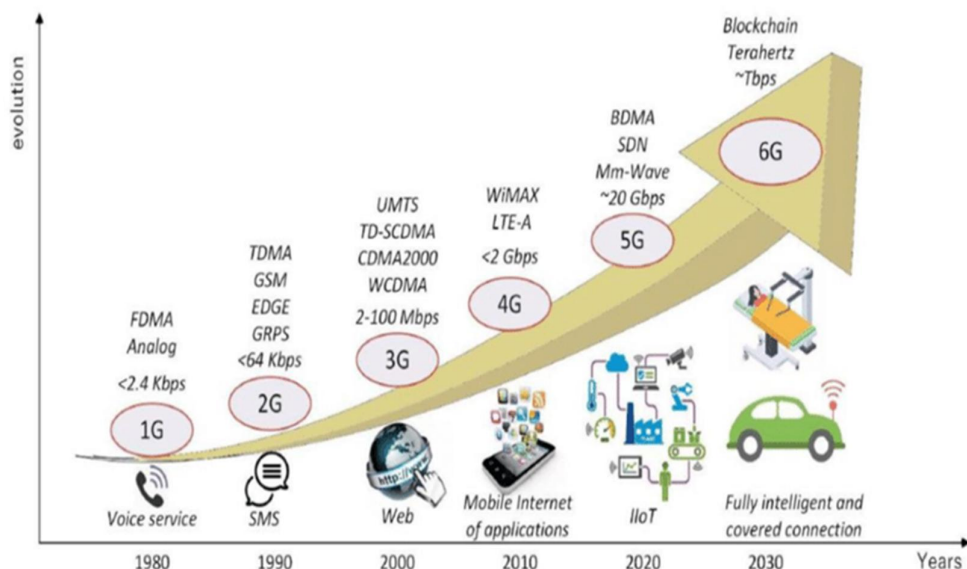 evolution
Blockchain
Terahertz
~Tbps
6G
BDMA
SDN
Mm-Wave
~20 Gbps
5G
WiMAX
LTE-A
<2 Gbps
4G
UMTS
TD-SCDMA
CDMA2000
WCDMA
2-100 Mbps
3G
TDMA
GSM
EDGE
GRPS
<64 Kbps
2G
FDMA
Analog
<2.4 Kbps
1G
http://www
Voice service
SMS
Web
Mobile Internet
of applications
IIoT
Fully intelligent and
covered connection
1980
1990
2000
2010
2020
2030
Years